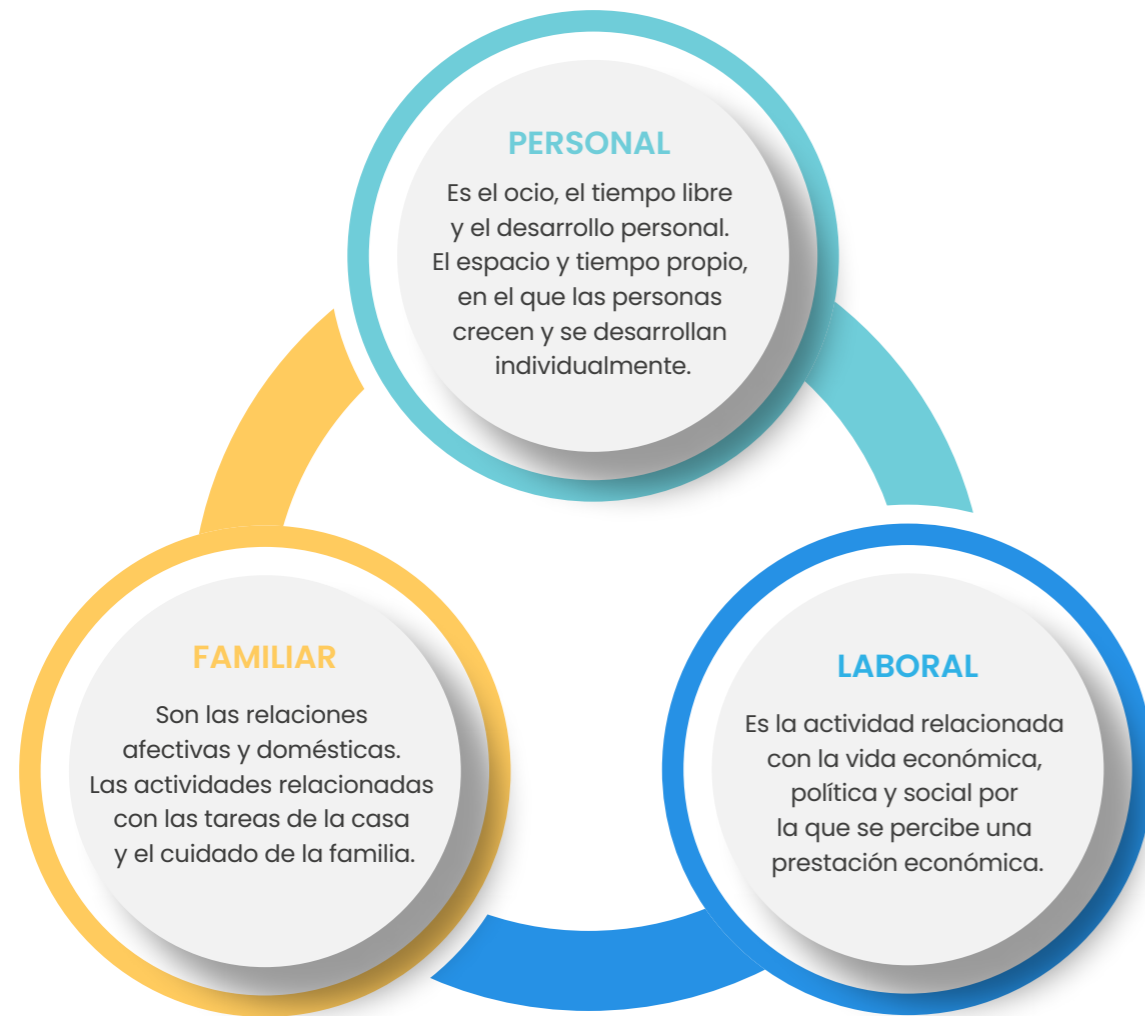 PERSONAL
Es el ocio, el tiempo libre
y el desarrollo personal.
El espacio y tiempo propio,
en el que las personas
crecen y se desarrollan
individualmente.
FAMILIAR
Son las relaciones
afectivas y domésticas.
Las actividades relacionadas
con las tareas de la casa
y el cuidado de la familia.
LABORAL
Es la actividad relacionada
con la vida económica,
política y social por
la que se percibe una
prestación económica.